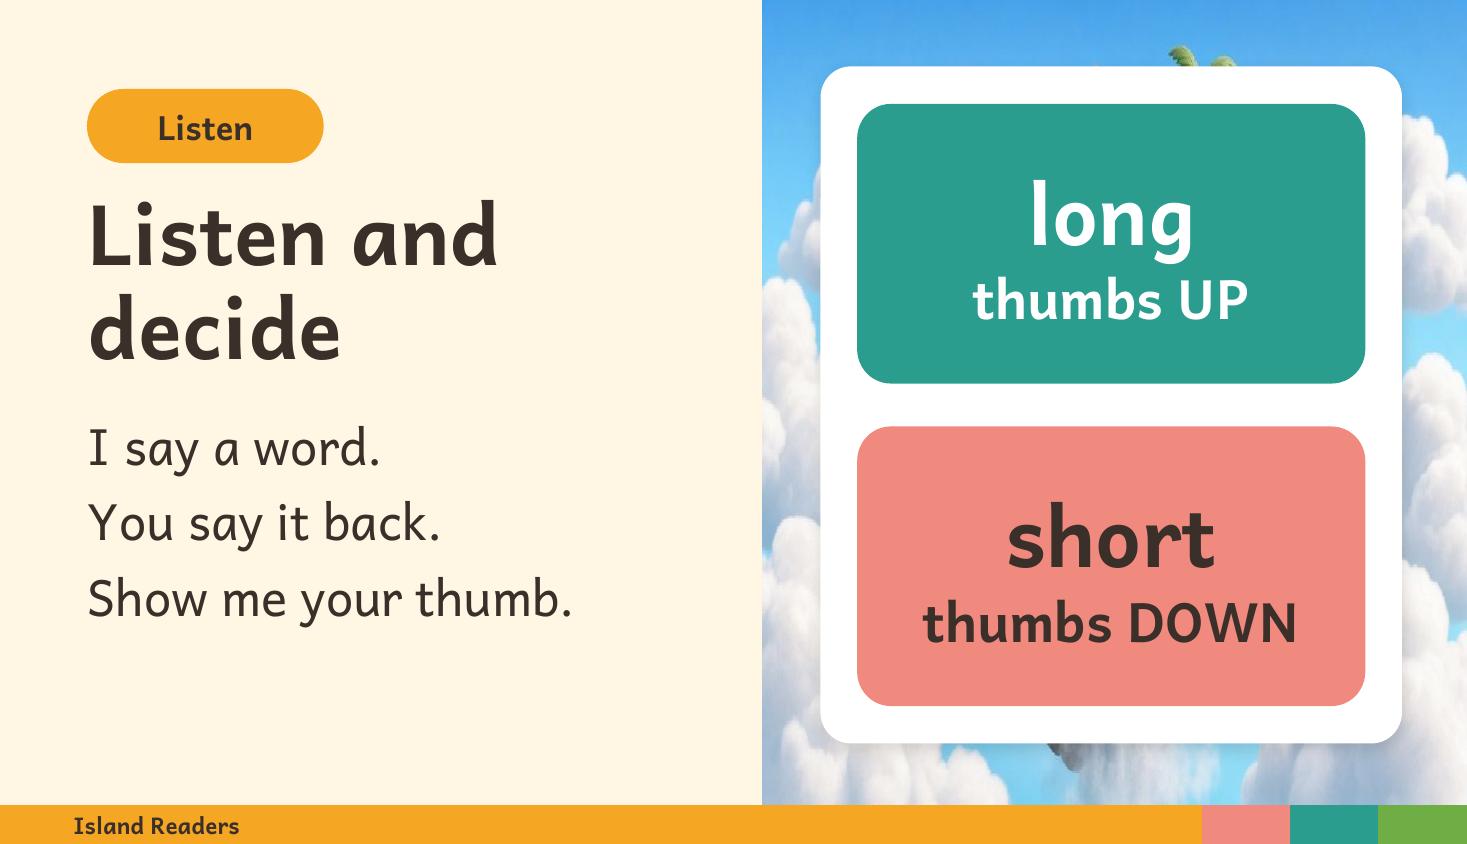 Listen
Listen and
decide
I say a word.
You say it back.
Show me your thumb.
long
thumbs UP
short
thumbs DOWN
Island Readers